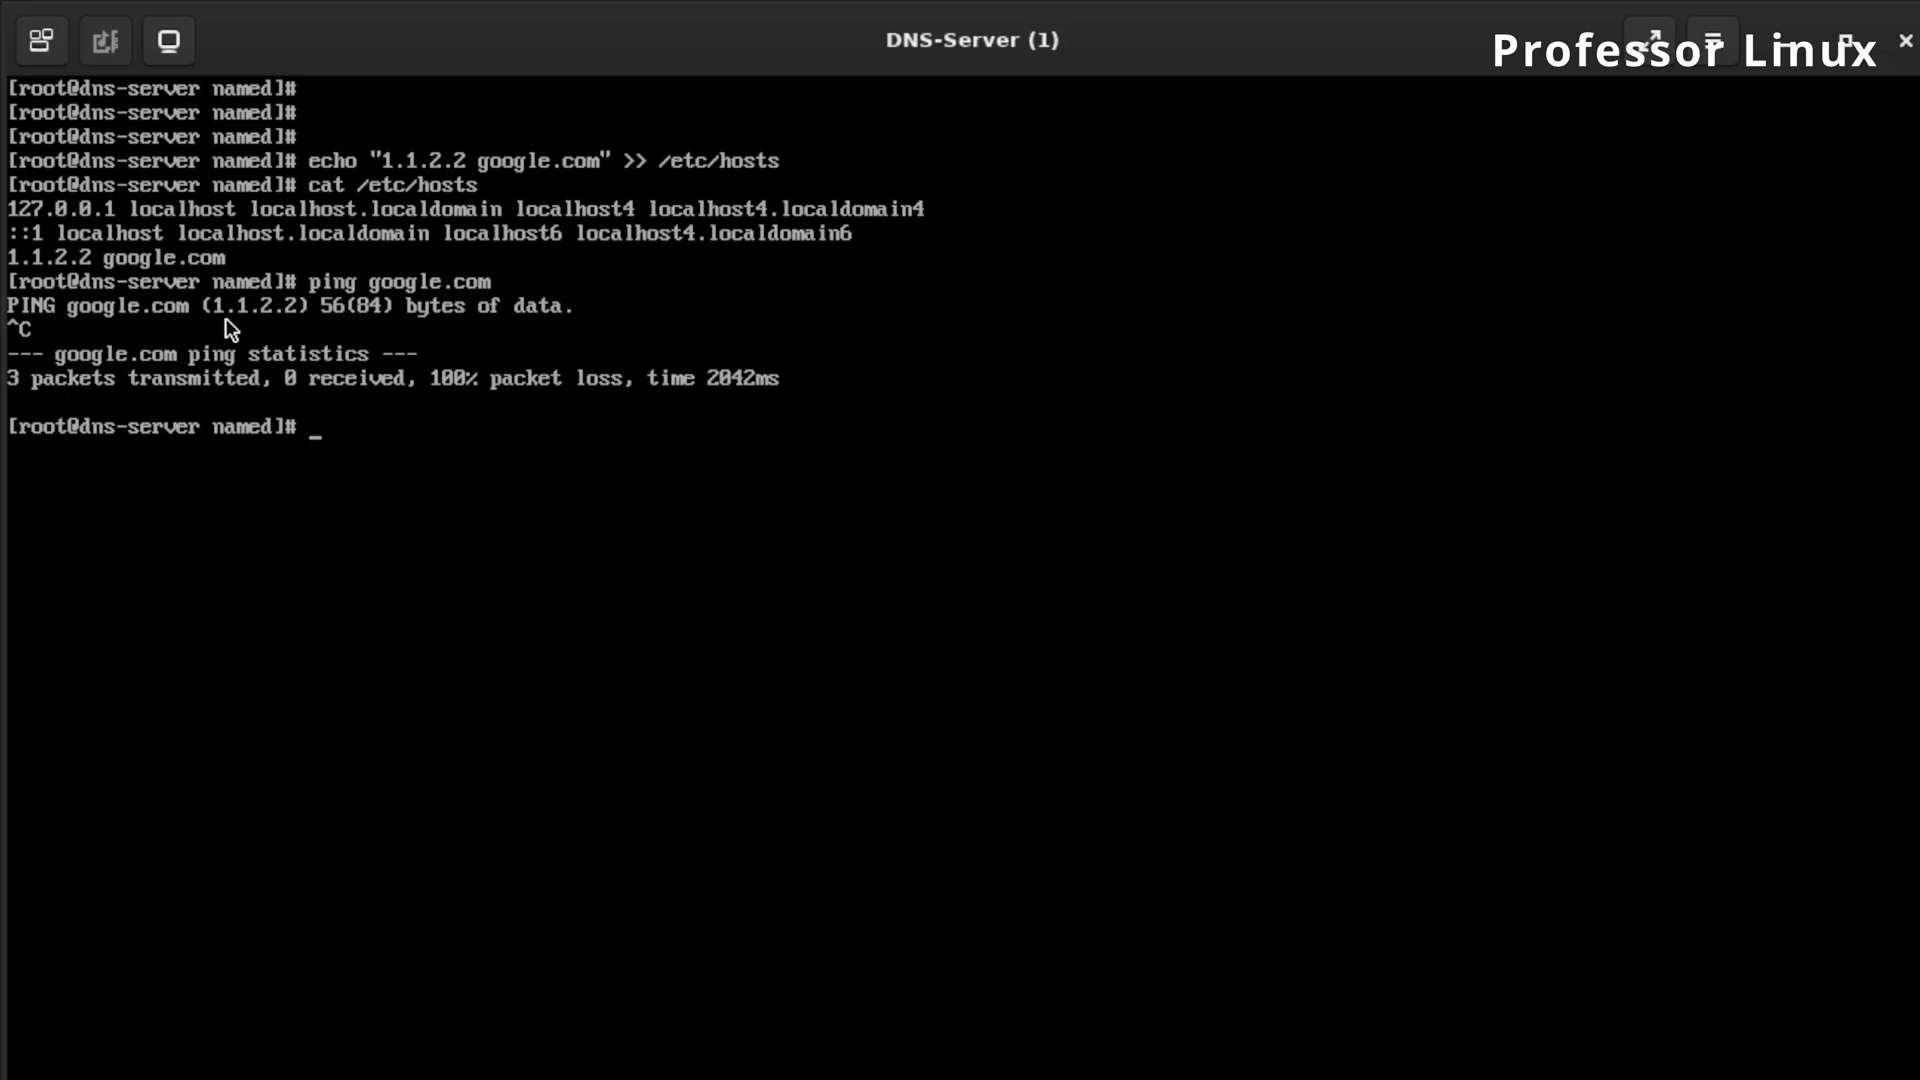 DNS-Server (1)
Professor Linux
[root@dns-server named]#
[root@dns-server named]#
[root@dns-server named]#
[root@dns-server named]# echo "1.1.2.2 google.com" >> /etc/hosts
[root@dns-server named]# cat /etc/hosts
127.0.0.1 localhost localhost.localdomain localhost4 localhost4.localdomain4
::1 localhost localhost.localdomain localhost6 localhost4.localdomain6
1.1.2.2 google.com
[root@dns-server named]# ping google.com
PING google.com (1.1.2.2) 56(84) bytes of data.
^C
--- google.com ping statistics ---
3 packets transmitted, 0 received, 100% packet loss, time 2042ms
[root@dns-server named]# _